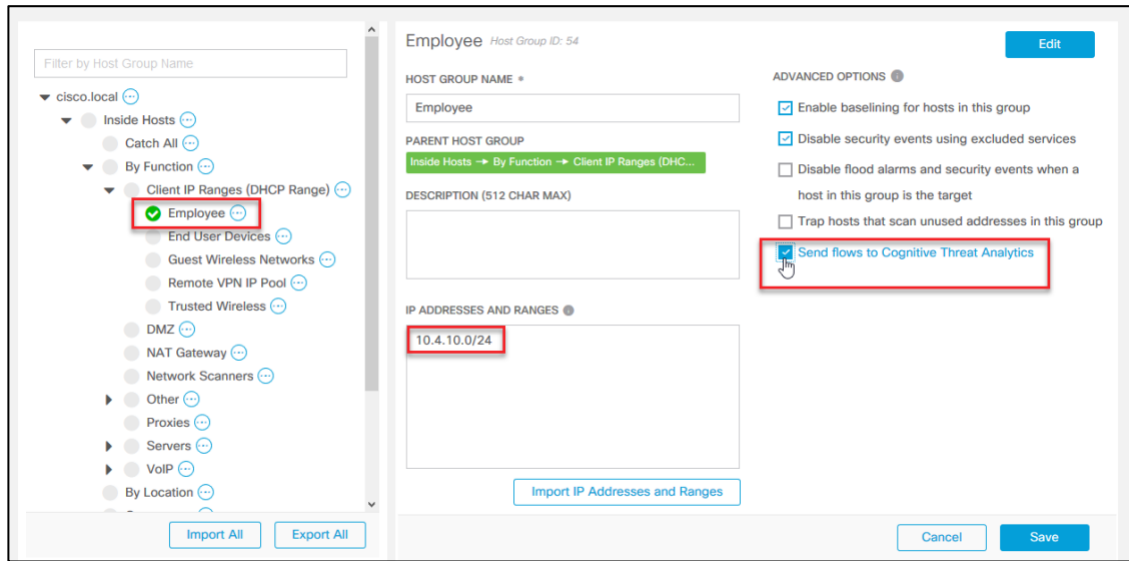 Filter by Host Group Name
cisco.local
Inside Hosts
Catch All
By Function
Client IP Ranges (DHCP Range)
Employee
End User Devices
Guest Wireless Networks
Remote VPN IP Pool
Trusted Wireless
DMZ
NAT Gateway
Network Scanners
Other
Proxies
Servers
VoIP
By Location
Import All
Export All
Employee Host Group ID: 54
Edit
HOST GROUP NAME *
Employee
PARENT HOST GROUP
Inside Hosts → By Function → Client IP Ranges (DHC...
DESCRIPTION (512 CHAR MAX)
IP ADDRESSES AND RANGES
10.4.10.0/24
Import IP Addresses and Ranges
ADVANCED OPTIONS
Enable baselining for hosts in this group
Disable security events using excluded services
Disable flood alarms and security events when a
host in this group is the target
Trap hosts that scan unused addresses in this group
Send flows to Cognitive Threat Analytics
Cancel
Save